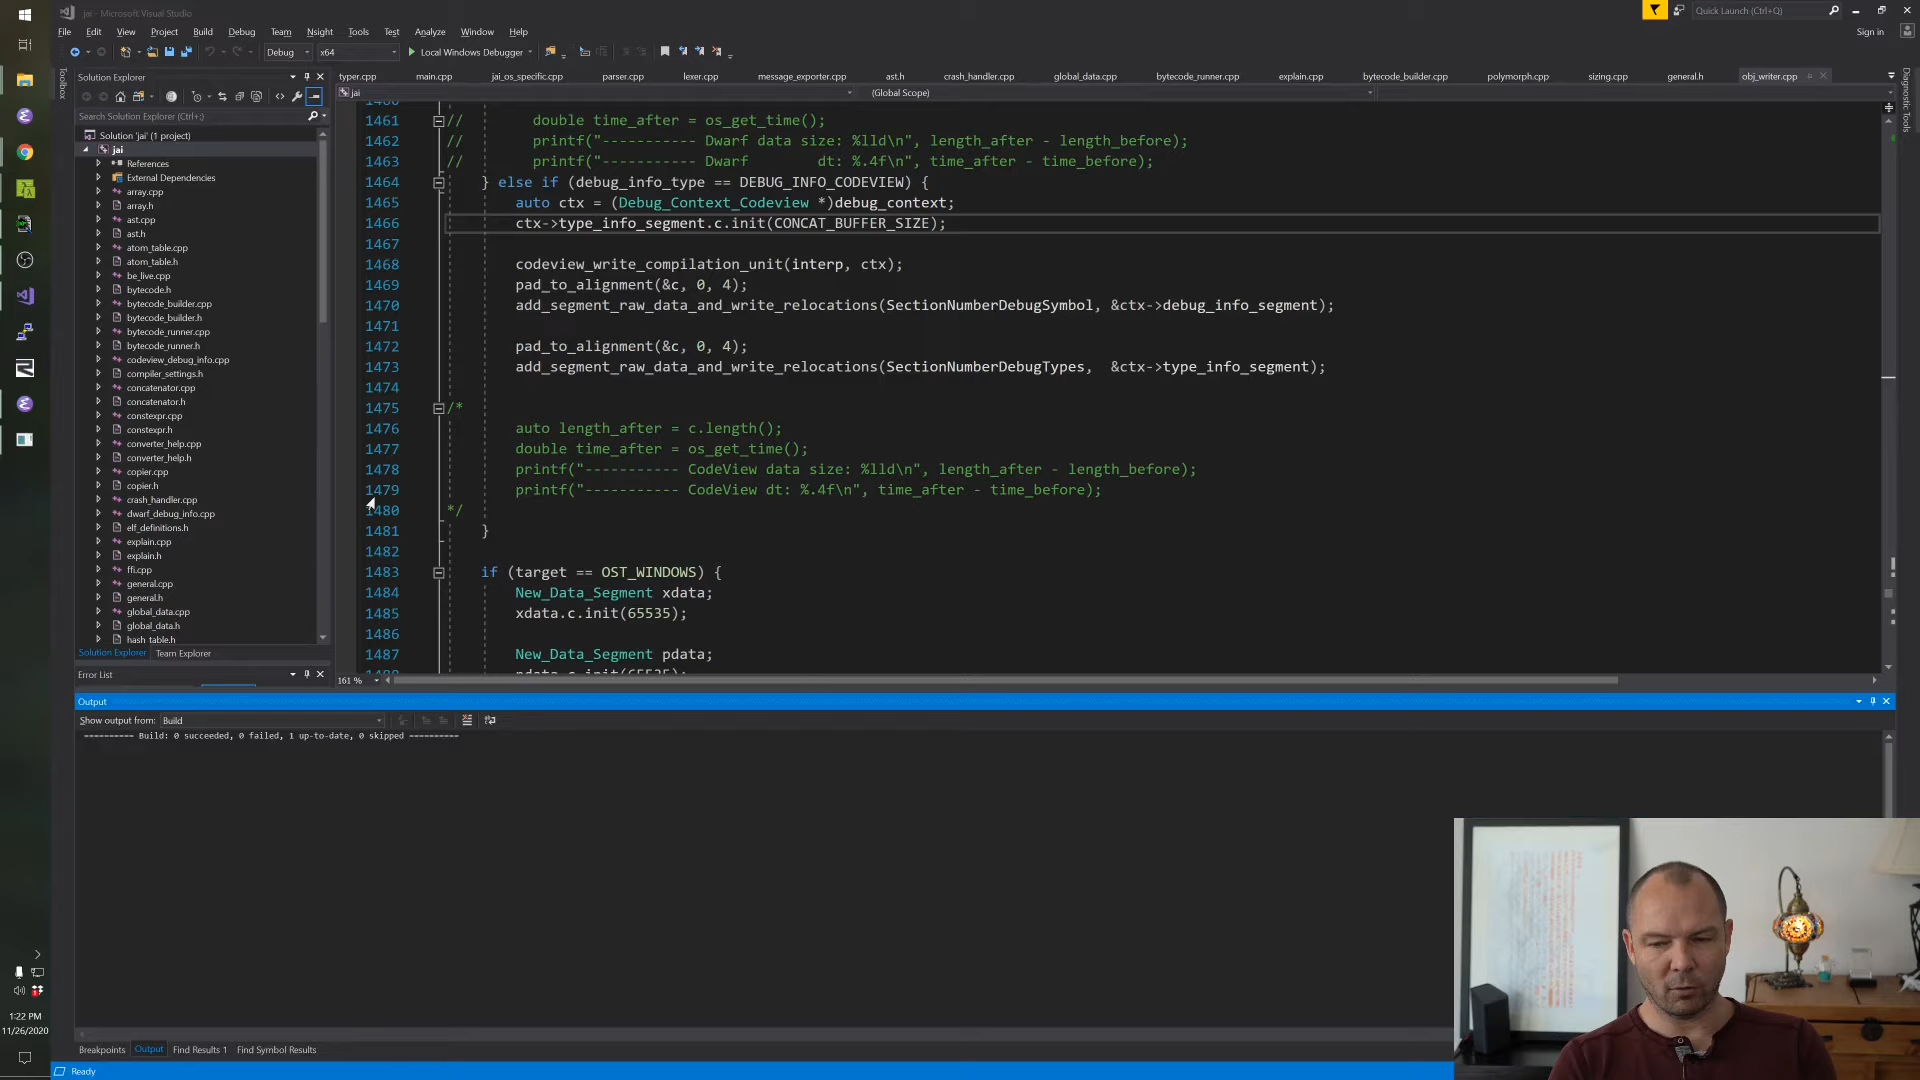 jai - Microsoft Visual Studio
Quick Launch (Ctrl+Q)
File Edit View Project Build Debug Team Nsight Tools Test Analyze Window Help
Sign in
Debug x64 Local Windows Debugger
Toolbox
Solution Explorer
Search Solution Explorer (Ctrl+;)
Solution 'jai' (1 project)
jai
References
External Dependencies
array.cpp
array.h
ast.cpp
ast.h
atom_table.cpp
atom_table.h
be_live.cpp
bytecode.h
bytecode_builder.cpp
bytecode_builder.h
bytecode_runner.cpp
bytecode_runner.h
codeview_debug_info.cpp
compiler_settings.h
concatenator.cpp
concatenator.h
constexpr.cpp
constexpr.h
converter_help.cpp
converter_help.h
copier.cpp
copier.h
crash_handler.cpp
dwarf_debug_info.cpp
elf_definitions.h
explain.cpp
explain.h
ffi.cpp
general.cpp
general.h
global_data.cpp
global_data.h
hash_table.h
Solution Explorer Team Explorer
Error List
typer.cpp main.cpp jai_os_specific.cpp parser.cpp lexer.cpp message_exporter.cpp ast.h crash_handler.cpp global_data.cpp bytecode_runner.cpp explain.cpp bytecode_builder.cpp polymorph.cpp sizing.cpp general.h obj_writer.cpp
jai (Global Scope)
Diagnostic Tools
1460
1461 // double time_after = os_get_time();
1462 // printf("----------- Dwarf data size: %lld\n", length_after - length_before);
1463 // printf("----------- Dwarf dt: %.4f\n", time_after - time_before);
1464 } else if (debug_info_type == DEBUG_INFO_CODEVIEW) {
1465 auto ctx = (Debug_Context_Codeview *)debug_context;
1466 ctx->type_info_segment.c.init(CONCAT_BUFFER_SIZE);
1467
1468 codeview_write_compilation_unit(interp, ctx);
1469 pad_to_alignment(&c, 0, 4);
1470 add_segment_raw_data_and_write_relocations(SectionNumberDebugSymbol, &ctx->debug_info_segment);
1471
1472 pad_to_alignment(&c, 0, 4);
1473 add_segment_raw_data_and_write_relocations(SectionNumberDebugTypes, &ctx->type_info_segment);
1474
1475 /*
1476 auto length_after = c.length();
1477 double time_after = os_get_time();
1478 printf("----------- CodeView data size: %lld\n", length_after - length_before);
1479 printf("----------- CodeView dt: %.4f\n", time_after - time_before);
1480 */
1481 }
1482
1483 if (target == OST_WINDOWS) {
1484 New_Data_Segment xdata;
1485 xdata.c.init(65535);
1486
1487 New_Data_Segment pdata;
1488 pdata.c.init(65535);
161 %
Output
Show output from: Build
---------- Build: 0 succeeded, 0 failed, 1 up-to-date, 0 skipped ----------
1:22 PM
11/26/2020
Breakpoints Output Find Results 1 Find Symbol Results
Ready